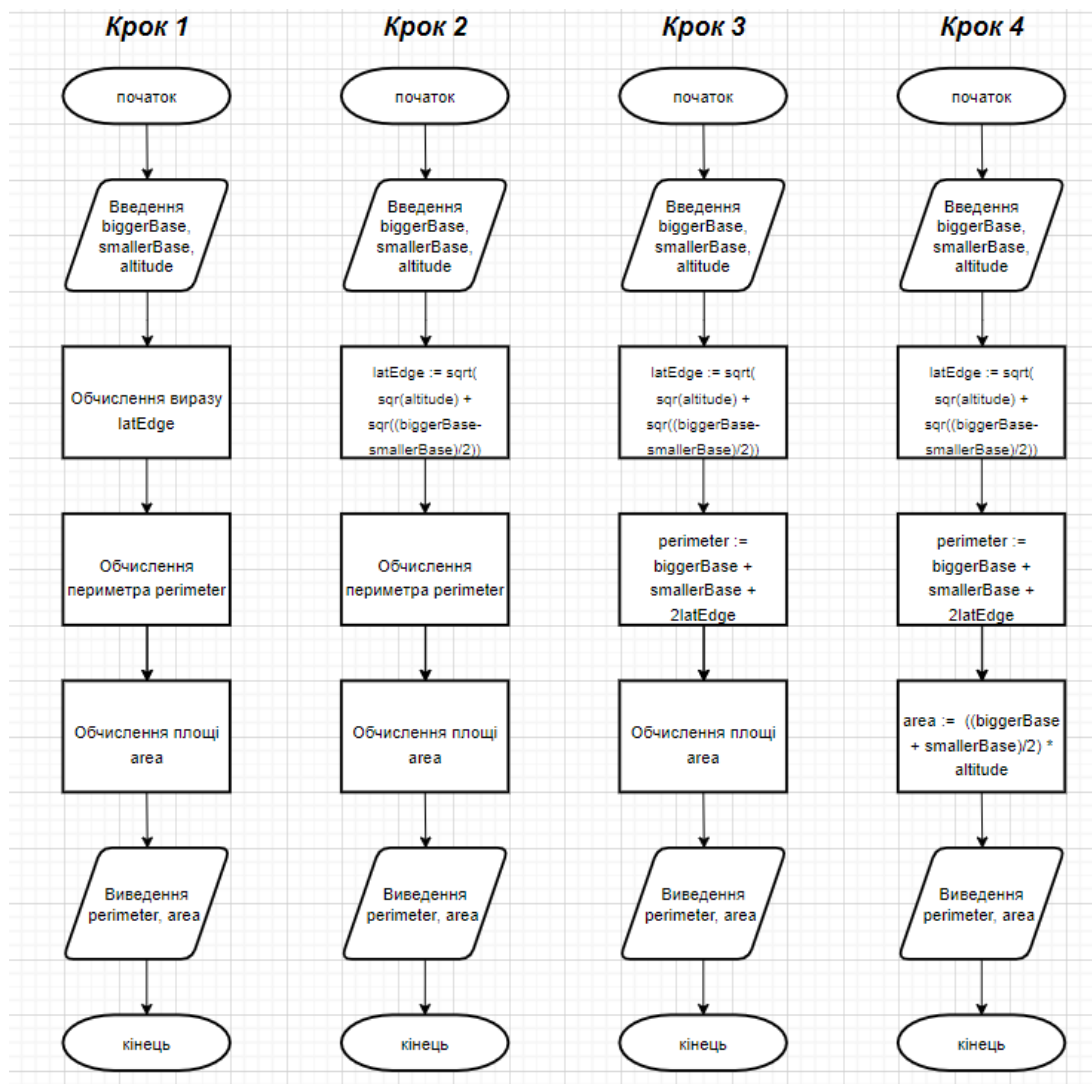 Крок 1
початок
Введення
biggerBase,
smallerBase,
altitude
Обчислення виразу
latEdge
Обчислення
периметра perimeter
Обчислення площі
area
Виведення
perimeter, area
кінець
Крок 2
початок
Введення
biggerBase,
smallerBase,
altitude
latEdge := sqrt(
sqr(altitude) +
sqr((biggerBase-
smallerBase)/2))
Обчислення
периметра perimeter
Обчислення площі
area
Виведення
perimeter, area
кінець
Крок 3
початок
Введення
biggerBase,
smallerBase,
altitude
latEdge := sqrt(
sqr(altitude) +
sqr((biggerBase-
smallerBase)/2))
perimeter :=
biggerBase +
smallerBase +
2latEdge
Обчислення площі
area
Виведення
perimeter, area
кінець
Крок 4
початок
Введення
biggerBase,
smallerBase,
altitude
latEdge := sqrt(
sqr(altitude) +
sqr((biggerBase-
smallerBase)/2))
perimeter :=
biggerBase +
smallerBase +
2latEdge
area := ((biggerBase
+ smallerBase)/2) *
altitude
Виведення
perimeter, area
кінець